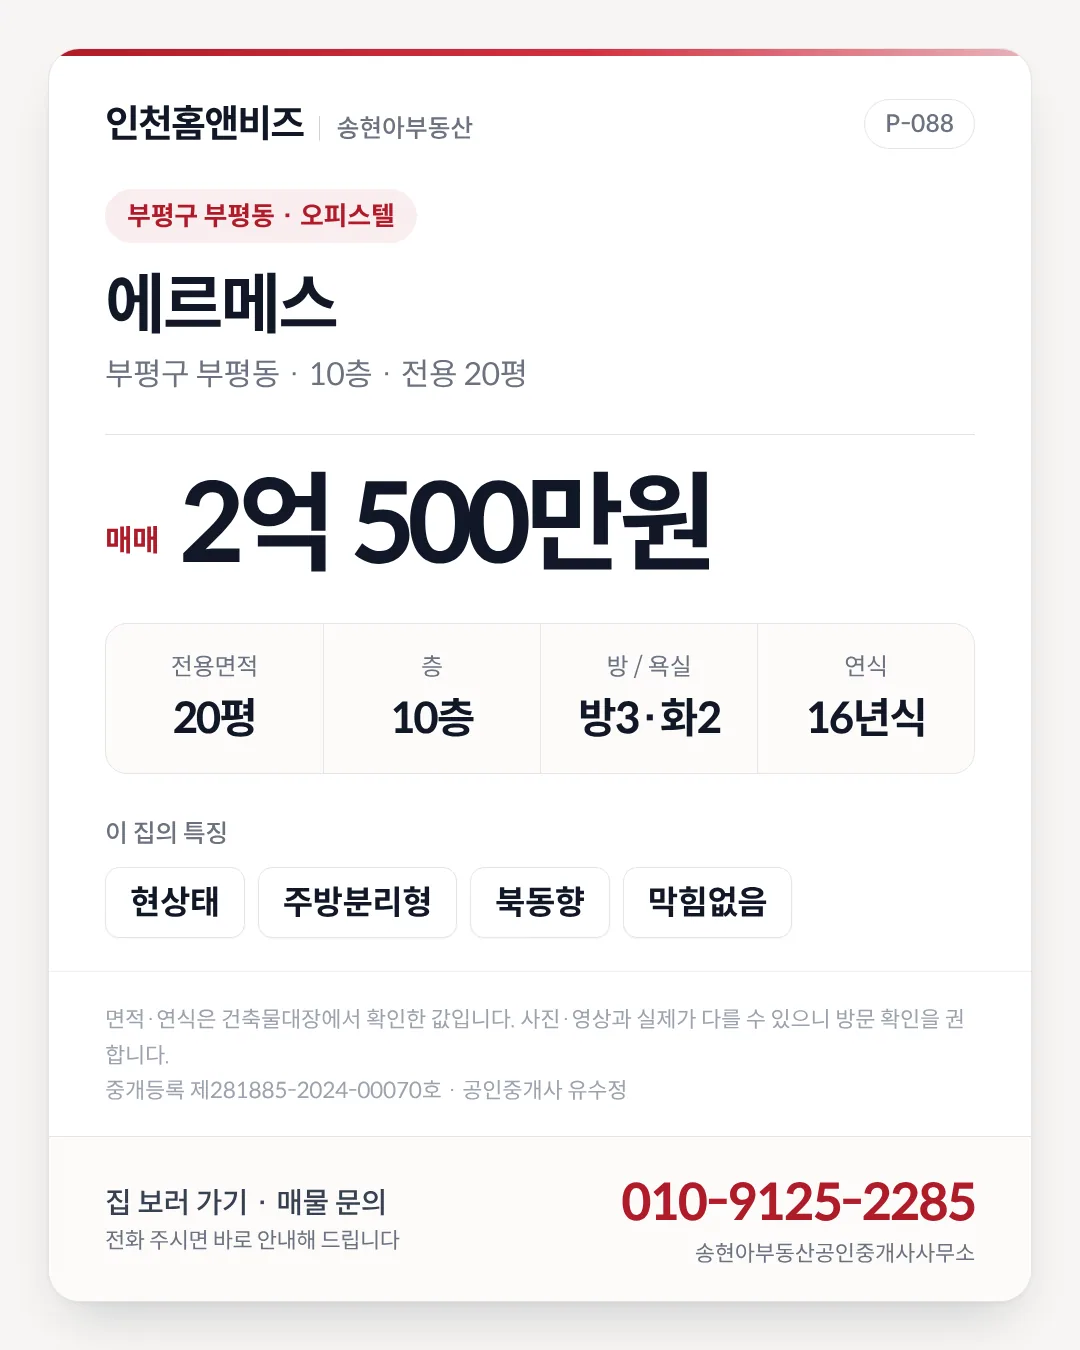 인천홈앤비즈 송현아부동산
P-088
부평구 부평동 · 오피스텔
에르메스
부평구 부평동 · 10층 · 전용 20평
매매 2억 500만원
전용면적 층 방 / 욕실 연식
20평 10층 방3·화2 16년식
이 집의 특징
현상태 주방분리형 북동향 막힘없음
면적·연식은 건축물대장에서 확인한 값입니다. 사진·영상과 실제가 다를 수 있으니 방문 확인을 권
합니다.
중개등록 제281885-2024-00070호 · 공인중개사 유수정
집 보러 가기 · 매물 문의
전화 주시면 바로 안내해 드립니다
010-9125-2285
송현아부동산공인중개사사무소